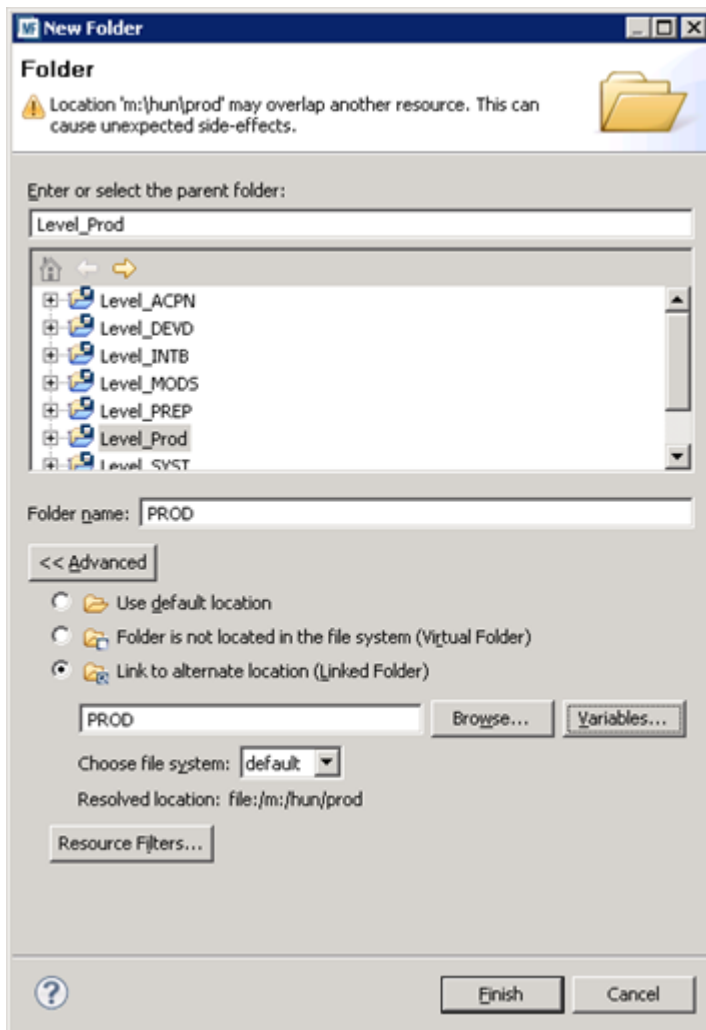 New Folder
Folder
Location 'm:\hun\prod' may overlap another resource. This can
cause unexpected side-effects.
Enter or select the parent folder:
Level_Prod
Level_ACPN
Level_DEVD
Level_INTB
Level_MODS
Level_PREP
Level_Prod
Level_SYST
Folder name: PROD
<< Advanced
Use default location
Folder is not located in the file system (Virtual Folder)
Link to alternate location (Linked Folder)
PROD Browse... Variables...
Choose file system: default
Resolved location: file:/m:/hun/prod
Resource Filters...
? Finish Cancel